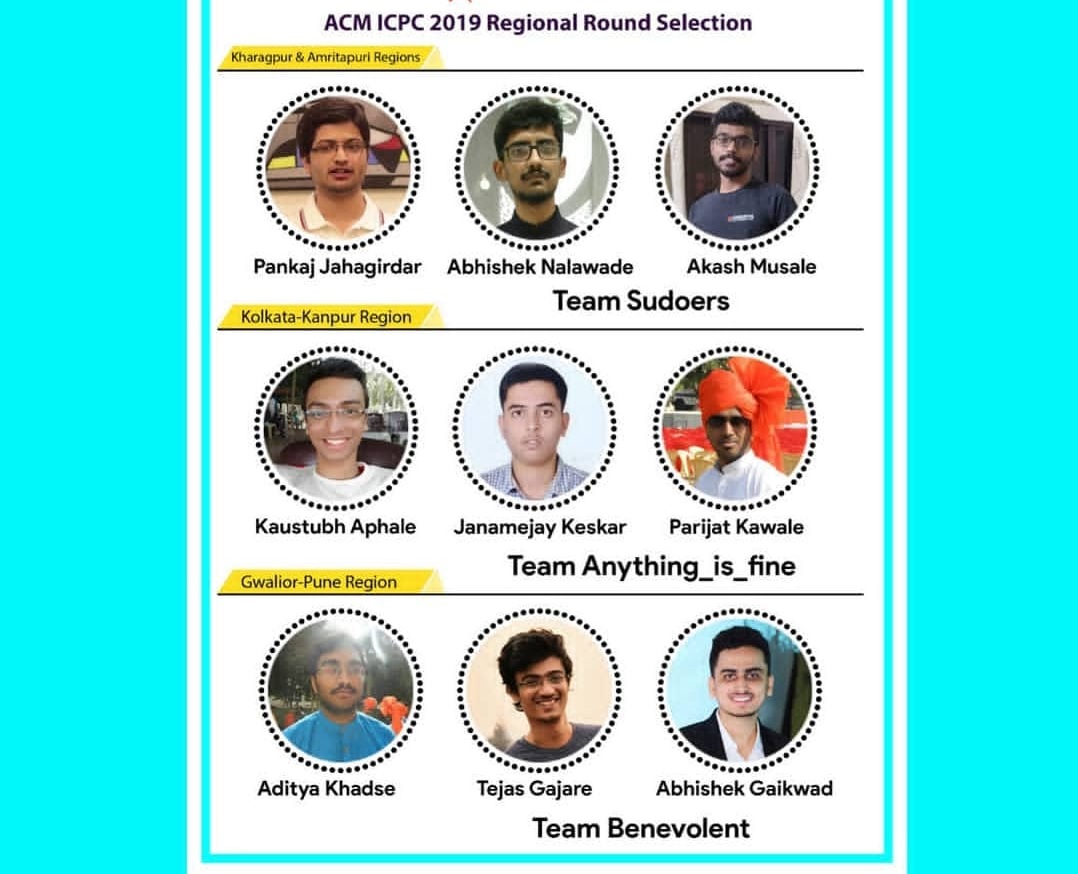 ACM ICPC 2019 Regional Round Selection
Kharagpur & Amritapuri Regions
Pankaj Jahagirdar Abhishek Nalawade Akash Musale
Team Sudoers
Kolkata-Kanpur Region
Kaustubh Aphale Janamejay Keskar Parijat Kawale
Team Anything_is_fine
Gwalior-Pune Region
Aditya Khadse Tejas Gajare Abhishek Gaikwad
Team Benevolent